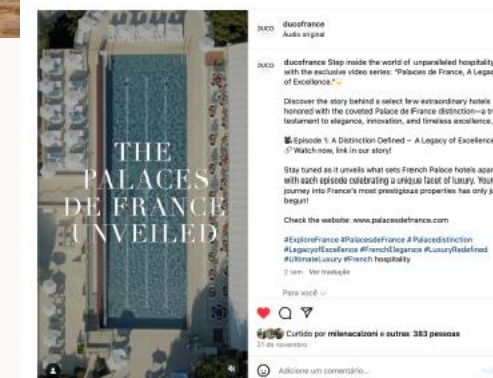 THE
PALACES
DE FRANCE
UNVEILED
DUCO
ducofrance
Áudio original
DUCO
ducofrance Step inside the world of unparalleled hospitality
with the exclusive video series: "Palaces de France, A Legacy
of Excellence."
Discover the story behind a select few extraordinary hotels
honored with the coveted Palace de France distinction—a
testament to elegance, innovation, and timeless excellence.
Episode 1: A Distinction Defined – A Legacy of Excellence
Watch now, link in our story!
Stay tuned as it unveils what sets French Palace hotels
with each episode celebrating a unique facet of luxury. Your
journey into France's most prestigious properties has only
begun!
Check the website: www.palacesdefrance.com
#ExploreFrance #PalacesdeFrance #Palacedistinction
#LegacyofExcellence #FrenchElegance #LuxuryRedefined
#UltimateLuxury #French hospitality
2 sem Ver tradução
Para você
Curtido por milenacalzoni e outras 383 pessoas
de novembro
Adicione um comentário...